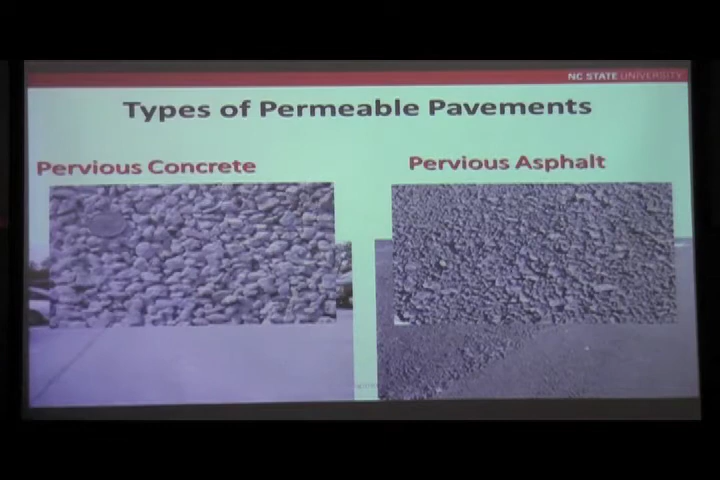 NC STATE UNIVERSITY
Types of Permeable Pavements
Pervious Concrete
Pervious Asphalt